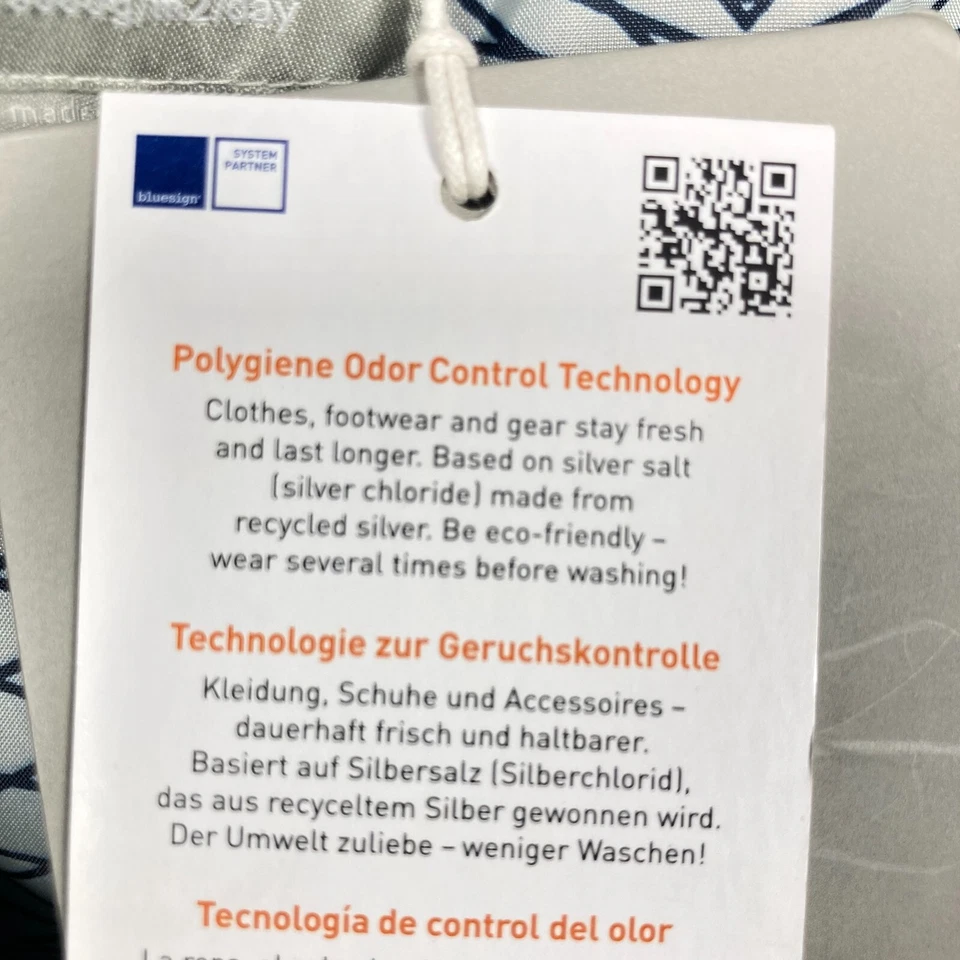 made
bluesign
SYSTEM
PARTNER
Polygiene Odor Control Technology
Clothes, footwear and gear stay fresh
and last longer. Based on silver salt
(silver chloride) made from
recycled silver. Be eco-friendly –
wear several times before washing!
Technologie zur Geruchskontrolle
Kleidung, Schuhe und Accessoires –
dauerhaft frisch und haltbarer.
Basiert auf Silbersalz (Silberchlorid),
das aus recyceltem Silber gewonnen wird.
Der Umwelt zuliebe – weniger Waschen!
Tecnología de control del olor